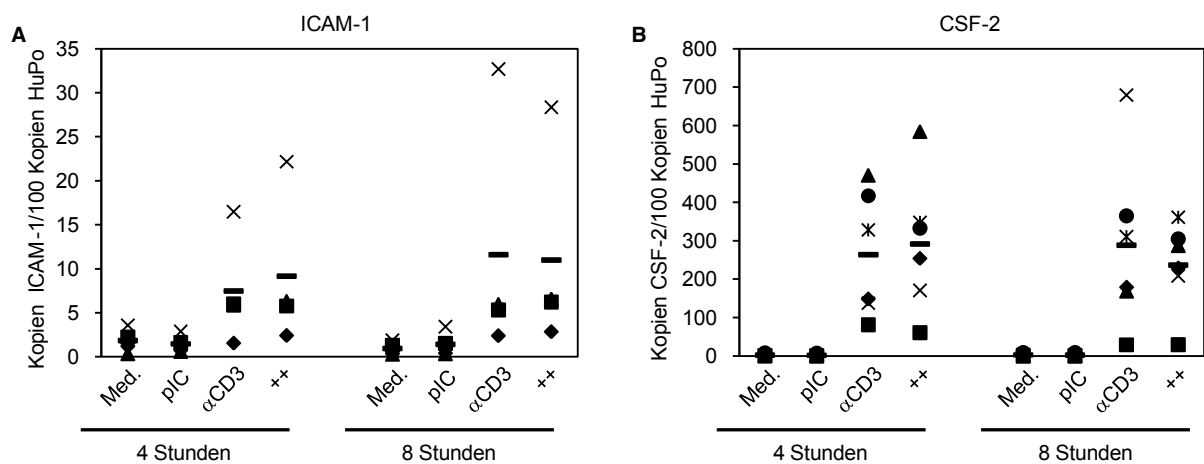 A
ICAM-1
Kopien ICAM-1/100 Kopien HuPo
35
30
25
20
15
10
5
0
Med.
pIC
αCD3
++
Med.
pIC
αCD3
++
4 Stunden
8 Stunden
B
CSF-2
Kopien CSF-2/100 Kopien HuPo
800
700
600
500
400
300
200
100
0
Med.
pIC
αCD3
++
Med.
pIC
αCD3
++
4 Stunden
8 Stunden